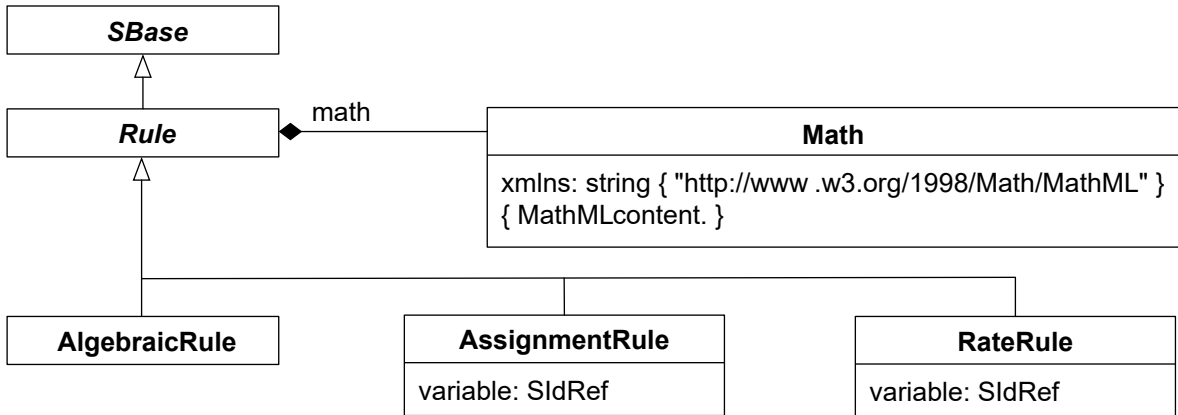 SBase
Rule
math
Math
xmlns: string { "http://www .w3.org/1998/Math/MathML" }
{ MathMLcontent. }
AlgebraicRule
AssignmentRule
variable: SIdRef
RateRule
variable: SIdRef